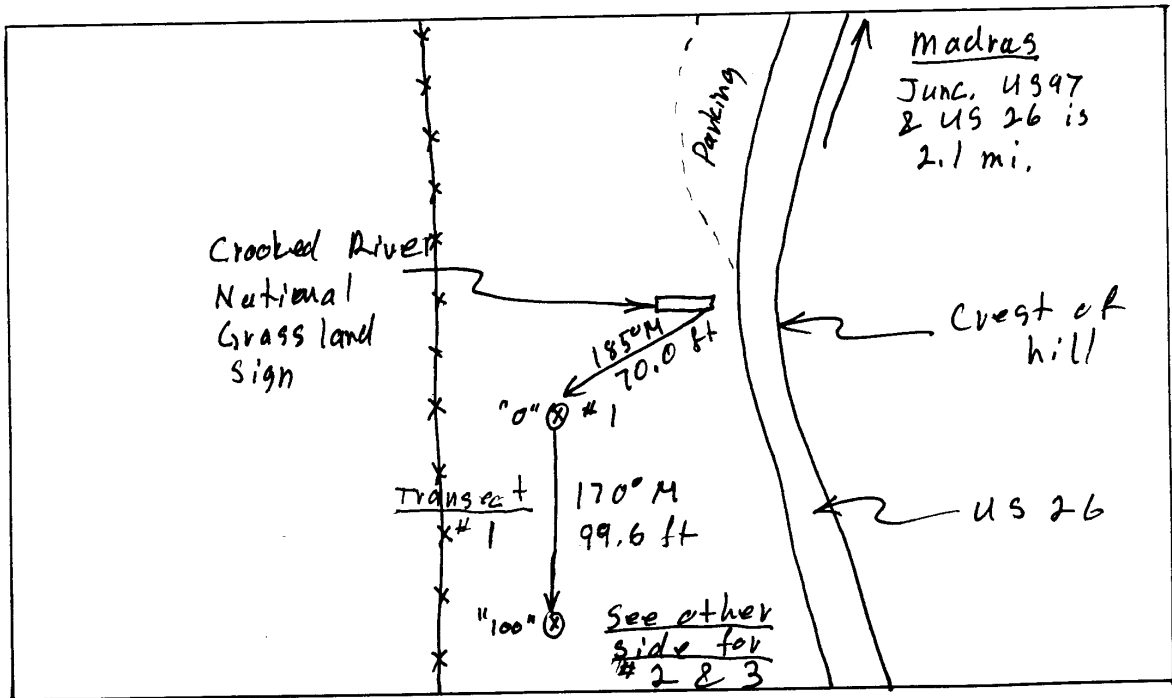 Madras
Junc. US97
& US 26 is
2.1 mi.
Parking
Crooked River
National
Grassland
Sign
185° M
70.0 ft
Crest of
hill
"0" #1
Transect
#1
170° M
99.6 ft
US 26
"100"
See other
side for
#2 & 3